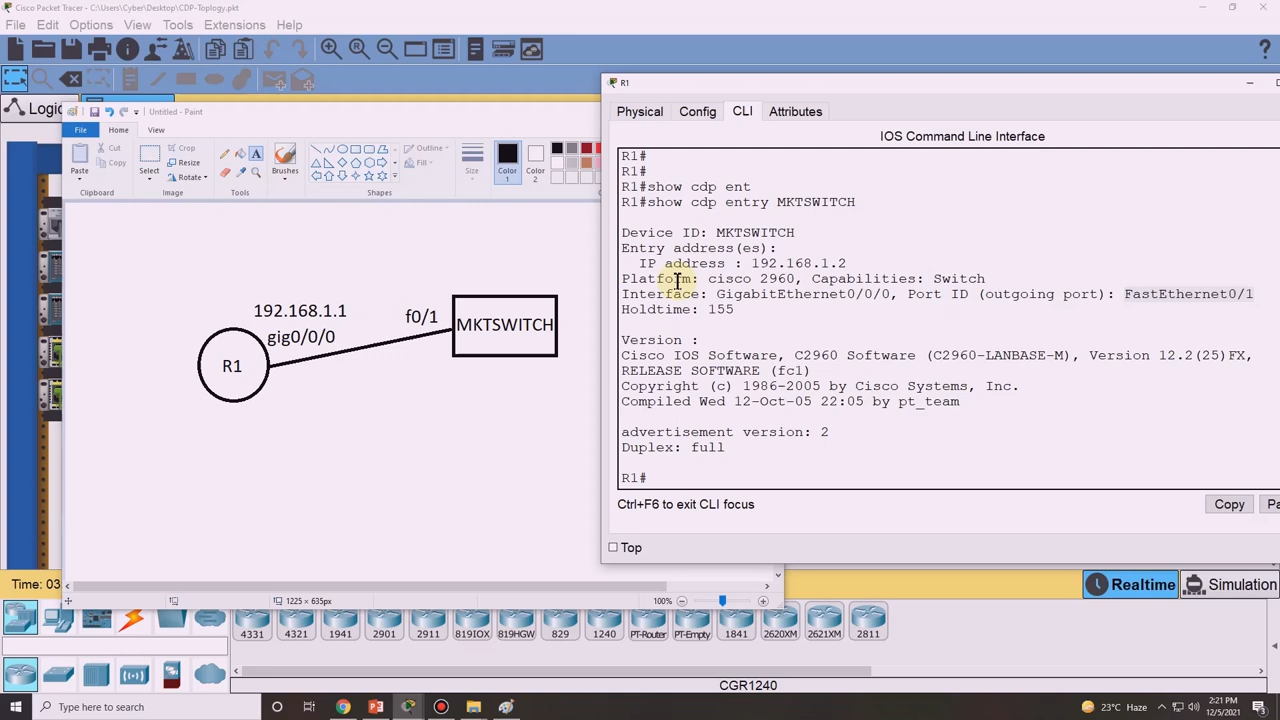 Cisco Packet Tracer - C:\Users\Cyber\Desktop\CDP-Toplogy.pkt
File Edit Options View Tools Extensions Help
Logic
Untitled - Paint
File Home View
Paste
Cut
Copy
Clipboard
Select
Crop
Resize
Rotate
Image
A
Tools
Brushes
Outline
Fill
Shapes
Size
Color 1
Color 2
192.168.1.1
gig0/0/0
f0/1
R1
MKTSWITCH
1225 × 635px
100%
R1
Physical Config CLI Attributes
IOS Command Line Interface
R1#
R1#
R1#show cdp ent
R1#show cdp entry MKTSWITCH
Device ID: MKTSWITCH
Entry address(es):
IP address : 192.168.1.2
Platform: cisco 2960, Capabilities: Switch
Interface: GigabitEthernet0/0/0, Port ID (outgoing port): FastEthernet0/1
Holdtime: 155
Version :
Cisco IOS Software, C2960 Software (C2960-LANBASE-M), Version 12.2(25)FX,
RELEASE SOFTWARE (fc1)
Copyright (c) 1986-2005 by Cisco Systems, Inc.
Compiled Wed 12-Oct-05 22:05 by pt_team
advertisement version: 2
Duplex: full
R1#
Ctrl+F6 to exit CLI focus
Copy
Pa
Top
Time: 03
Realtime
Simulation
4331 4321 1941 2901 2911 819IOX 819HGW 829 1240 PT-Router PT-Empty 1841 2620XM 2621XM 2811
CGR1240
Type here to search
23°C Haze
2:21 PM
12/5/2021